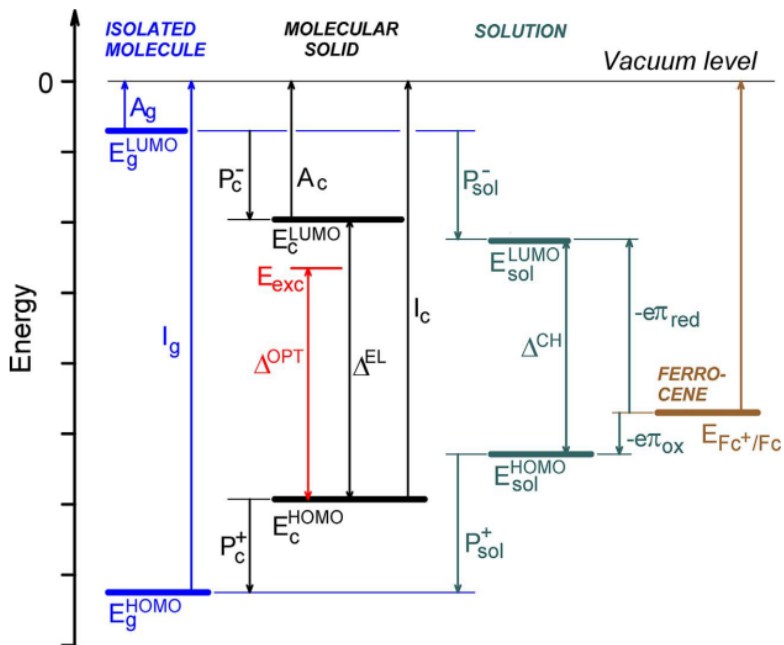 ISOLATED
MOLECULE
MOLECULAR
SOLID
SOLUTION
Vacuum level
0
Energy
A_g
E_g^LUMO
P_c^-
A_c
P_sol^-
E_c^LUMO
E_sol^LUMO
E_exc
I_g
I_c
-eπ_red
Δ^OPT
Δ^EL
Δ^CH
FERRO-
CENE
E_Fc+/Fc
-eπ_ox
E_sol^HOMO
E_c^HOMO
P_c^+
P_sol^+
E_g^HOMO